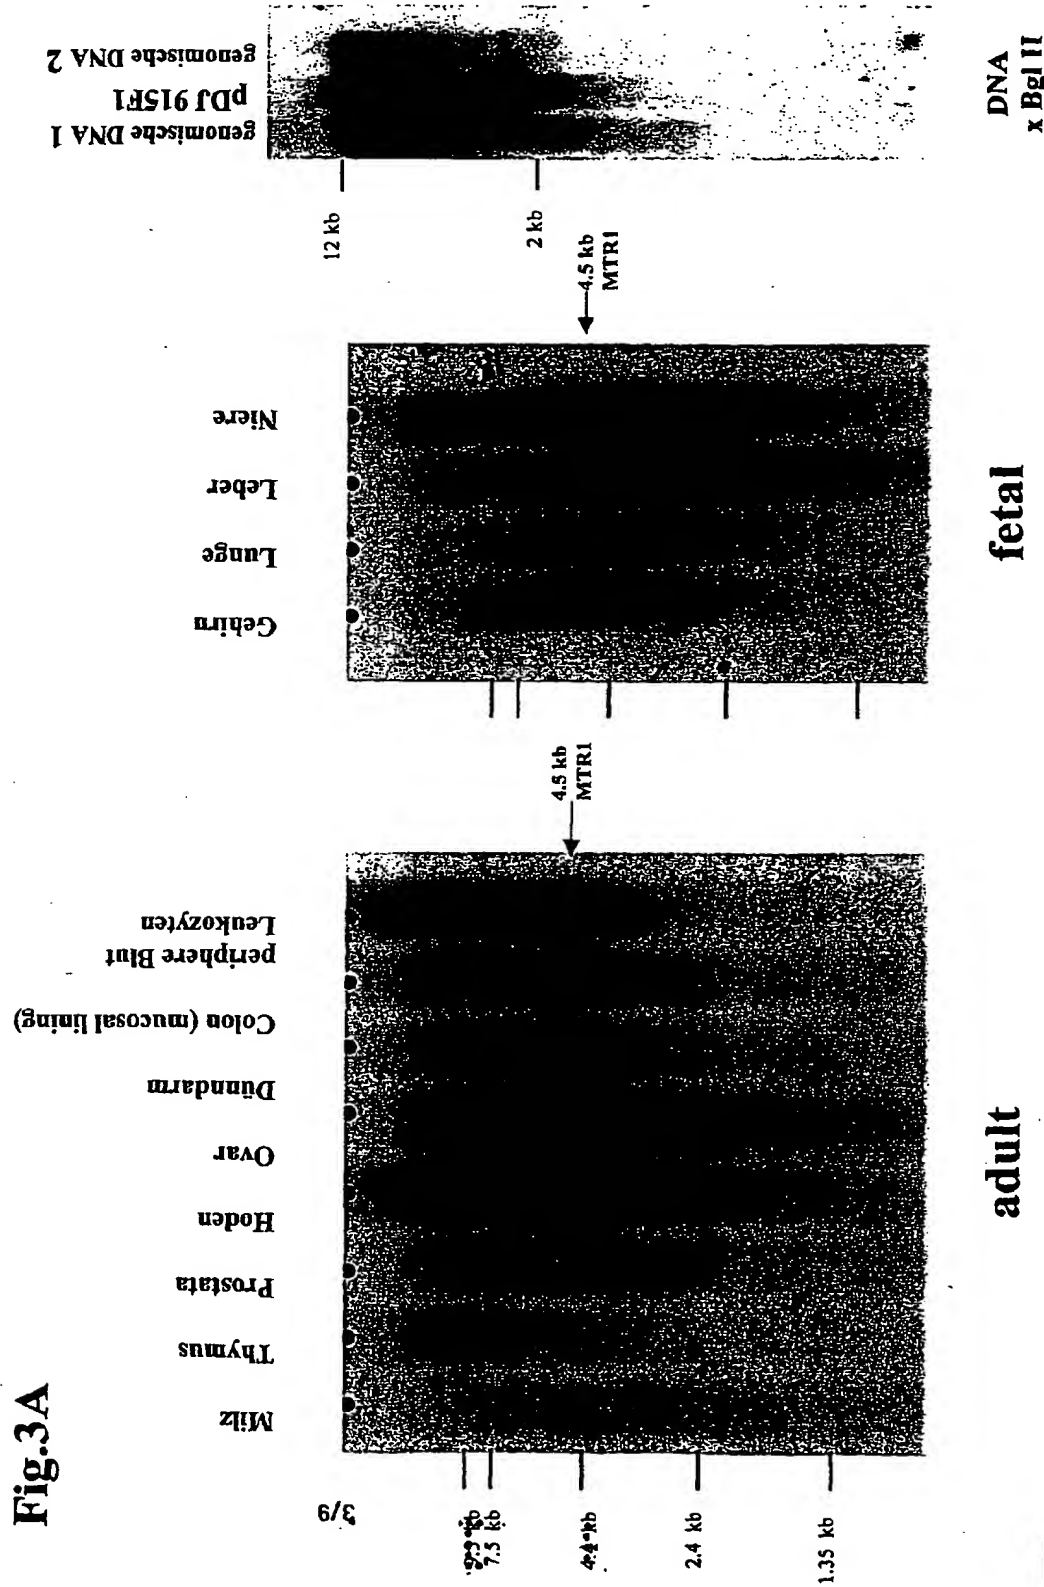 Fig.3A
3/9
Milz
Thymus
Prostata
Hoden
Ovar
Dünndarm
Colon (mucosal lining)
periphere Blut
Leukozyten
7.5 kb
4.4 kb
2.4 kb
1.35 kb
4.5 kb
MTR1
adult
Gehirn
Lunge
Leber
Niere
4.5 kb
MTR1
fetal
genomische DNA 1
pDJ 915F1
genomische DNA 2
12 kb
2 kb
DNA
x Bgl II